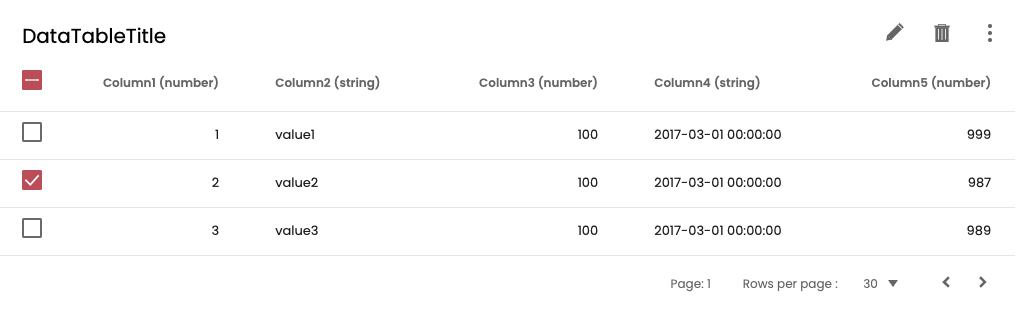 DataTableTitle
Column1 (number) Column2 (string) Column3 (number) Column4 (string) Column5 (number)
1 value1 100 2017-03-01 00:00:00 999
2 value2 100 2017-03-01 00:00:00 987
3 value3 100 2017-03-01 00:00:00 989
Page: 1 Rows per page : 30